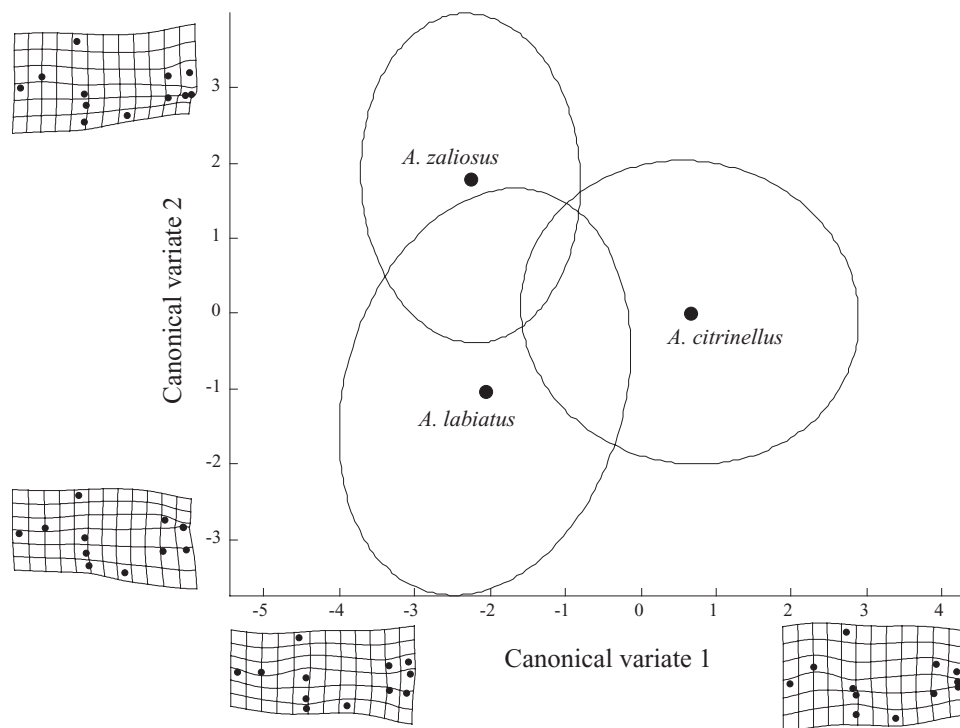 3
A. zaliosus
2
1
Canonical variate 2
0
A. citrinellus
-1
A. labiatus
-2
-3
-5 -4 -3 -2 -1 0 1 2 3 4
Canonical variate 1